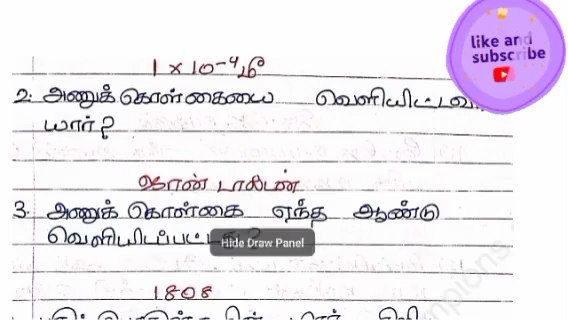 like and
subscribe
1 × 10⁻⁴ மீ
2. அணுக் கொள்கையை வெளியிட்டவ
யார்?
ஜான் டால்டன்
3. அணுக் கொள்கை எந்த ஆண்டு
வெளியிடப்பட்டது?
Hide Draw Panel
1808